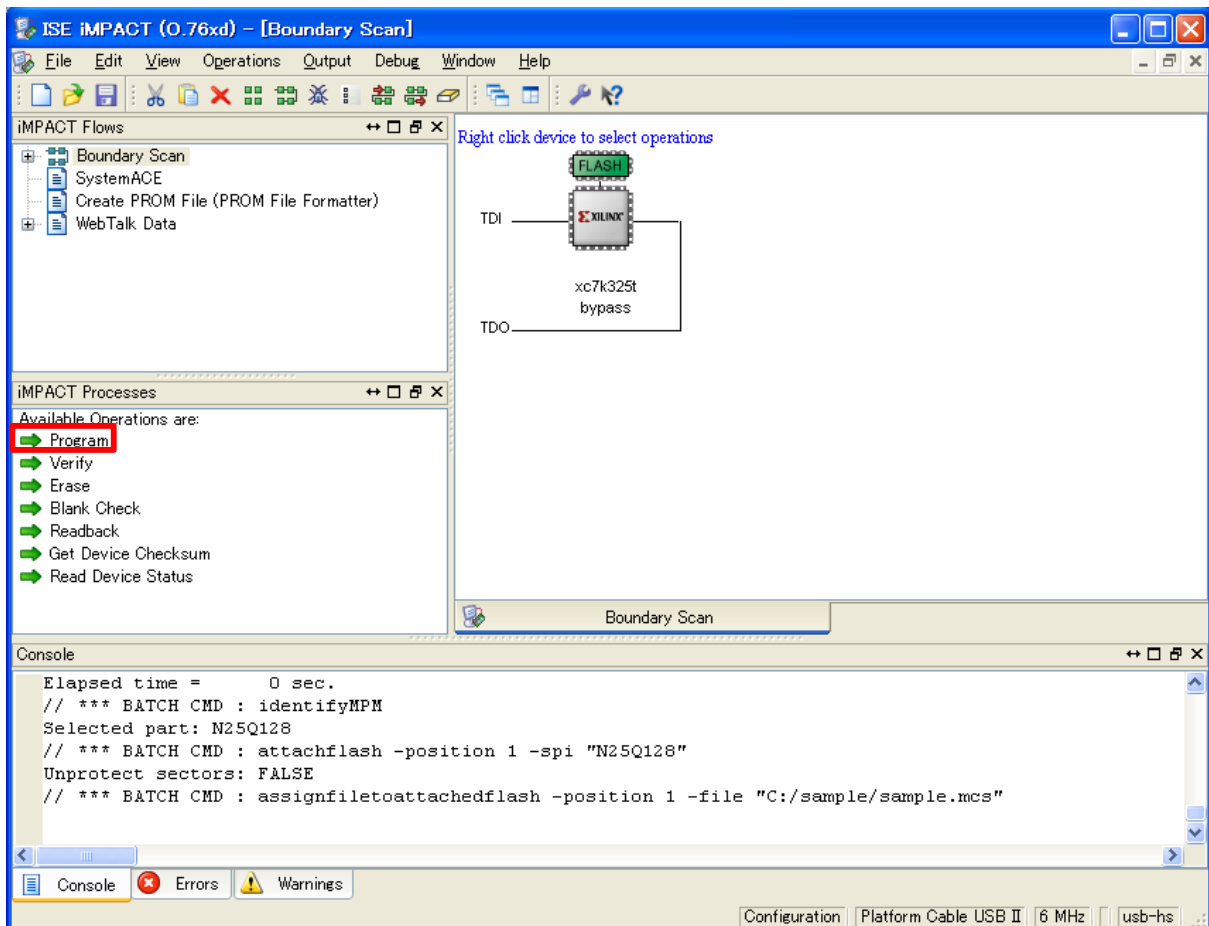 ISE iMPACT (O.76xd) - [Boundary Scan]
File Edit View Operations Output Debug Window Help
iMPACT Flows
Boundary Scan
SystemACE
Create PROM File (PROM File Formatter)
WebTalk Data
Right click device to select operations
FLASH
TDI
XILINX
xc7k325t
bypass
TDO
iMPACT Processes
Available Operations are:
Program
Verify
Erase
Blank Check
Readback
Get Device Checksum
Read Device Status
Boundary Scan
Console
Elapsed time =      0 sec.
// *** BATCH CMD : identifyMPM
Selected part: N25Q128
// *** BATCH CMD : attachflash -position 1 -spi "N25Q128"
Unprotect sectors: FALSE
// *** BATCH CMD : assignfiletoattachedflash -position 1 -file "C:/sample/sample.mcs"
Console Errors Warnings
Configuration Platform Cable USB II 6 MHz usb-hs